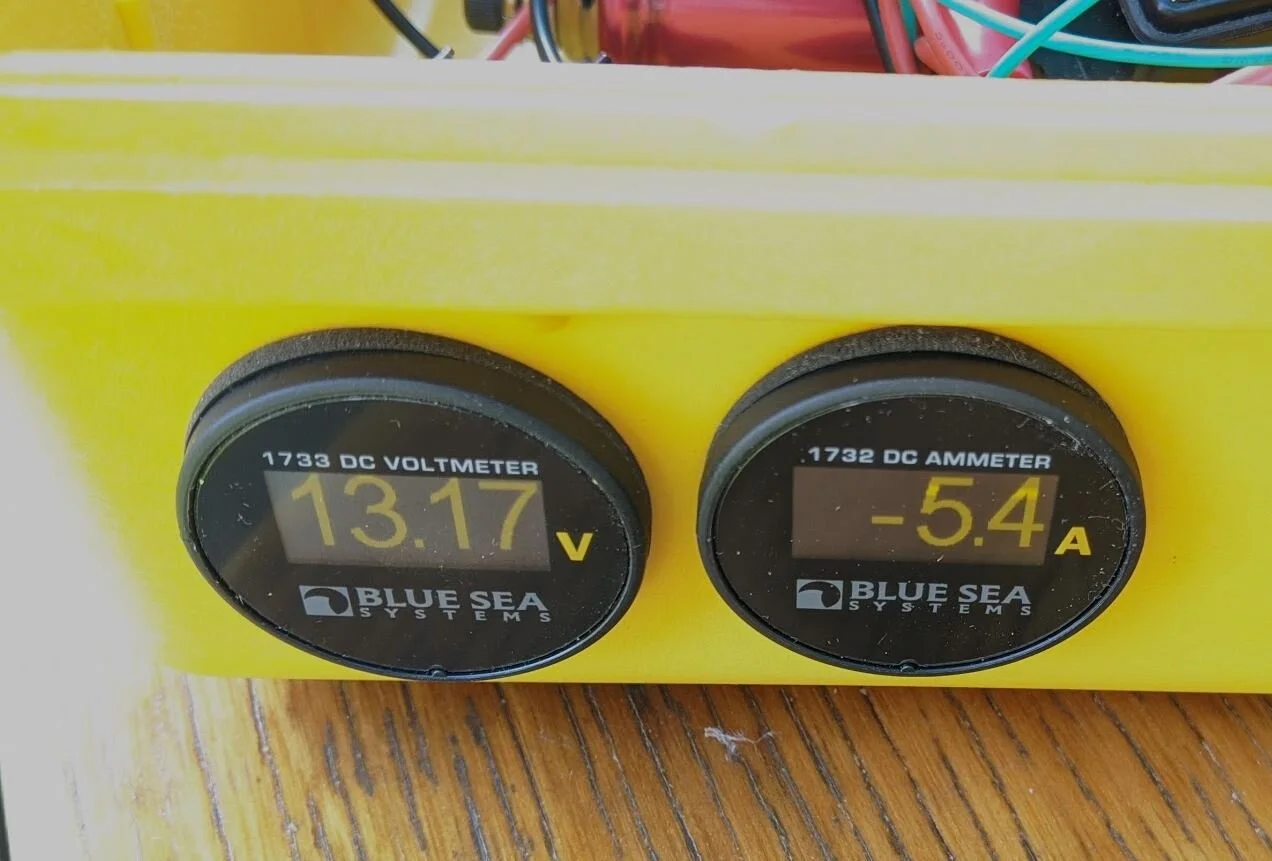 1733 DC VOLTMETER
13.17 V
BLUE SEA
SYSTEMS
1732 DC AMMETER
-5.4 A
BLUE SEA
SYSTEMS